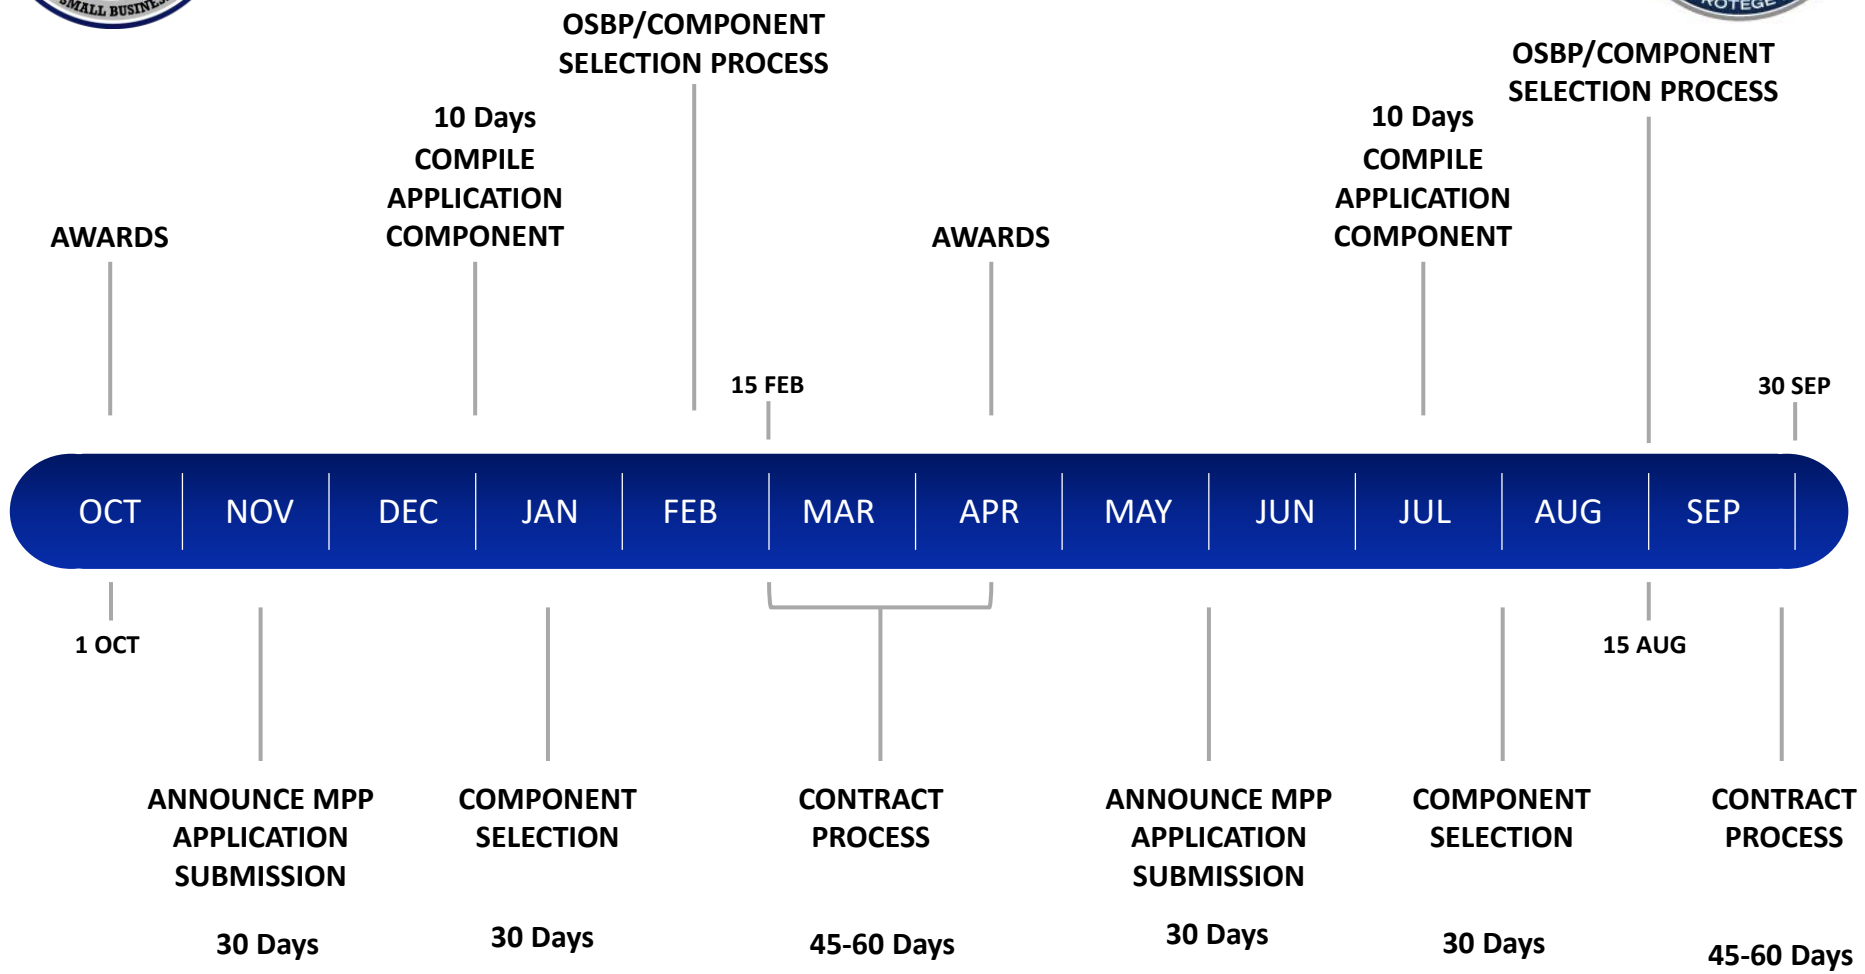 SMALL BUSINES
OSBP/COMPONENT
SELECTION PROCESS
OSBP/COMPONENT
SELECTION PROCESS
10 Days
COMPILE
APPLICATION
COMPONENT
10 Days
COMPILE
APPLICATION
COMPONENT
AWARDS
AWARDS
15 FEB
30 SEP
OCT
NOV
DEC
JAN
FEB
MAR
APR
MAY
JUN
JUL
AUG
SEP
1 OCT
15 AUG
ANNOUNCE MPP
APPLICATION
SUBMISSION
30 Days
COMPONENT
SELECTION
30 Days
CONTRACT
PROCESS
45-60 Days
ANNOUNCE MPP
APPLICATION
SUBMISSION
30 Days
COMPONENT
SELECTION
30 Days
CONTRACT
PROCESS
45-60 Days